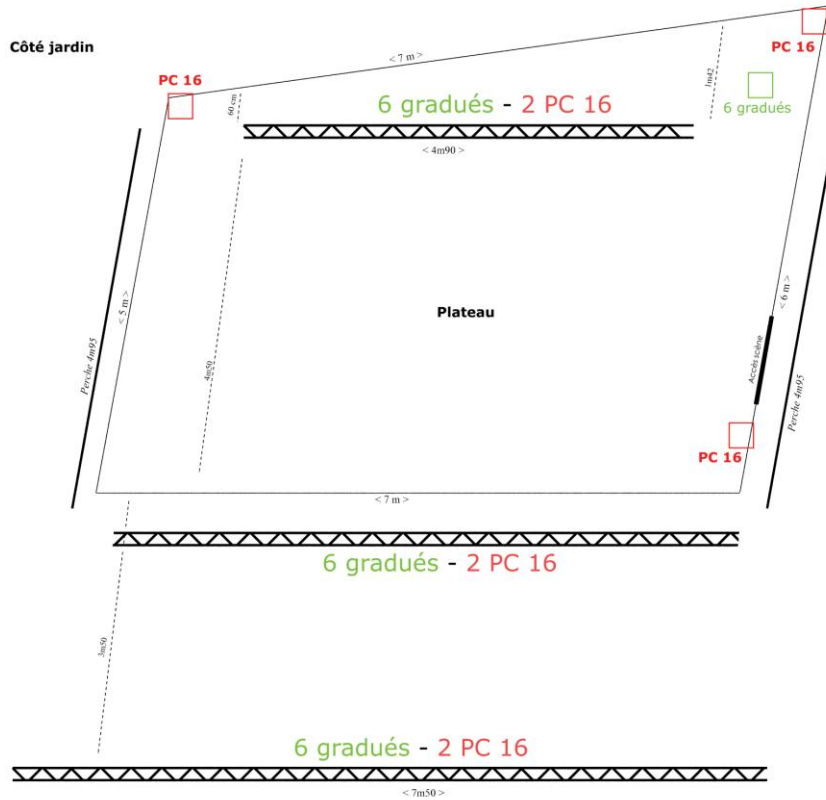 Côté jardin
PC 16
< 7 m >
PC 16
60 cm
1m42
6 gradués - 2 PC 16
6 gradués
< 4m90 >
Perche 4m95
< 5 m >
4m50
Plateau
Accès scène
< 6 m >
Perche 4m95
PC 16
< 7 m >
6 gradués - 2 PC 16
3m50
6 gradués - 2 PC 16
< 7m50 >